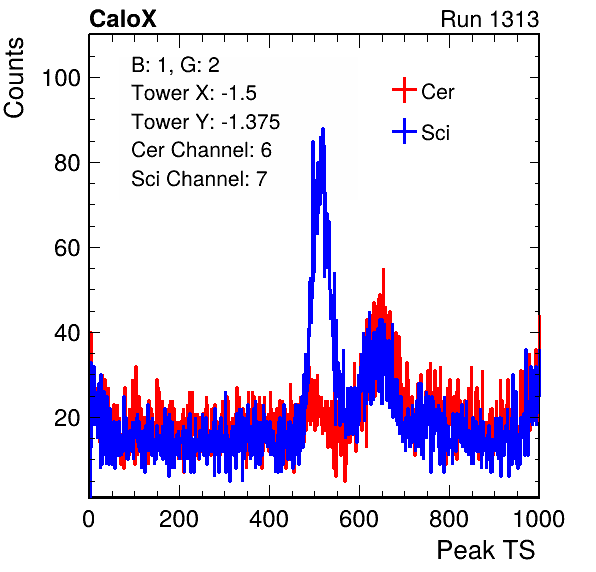 CaloX Run 1313
Counts
B: 1, G: 2
Tower X: -1.5
Tower Y: -1.375
Cer Channel: 6
Sci Channel: 7
Cer
Sci
100
80
60
40
20
0 200 400 600 800 1000
Peak TS